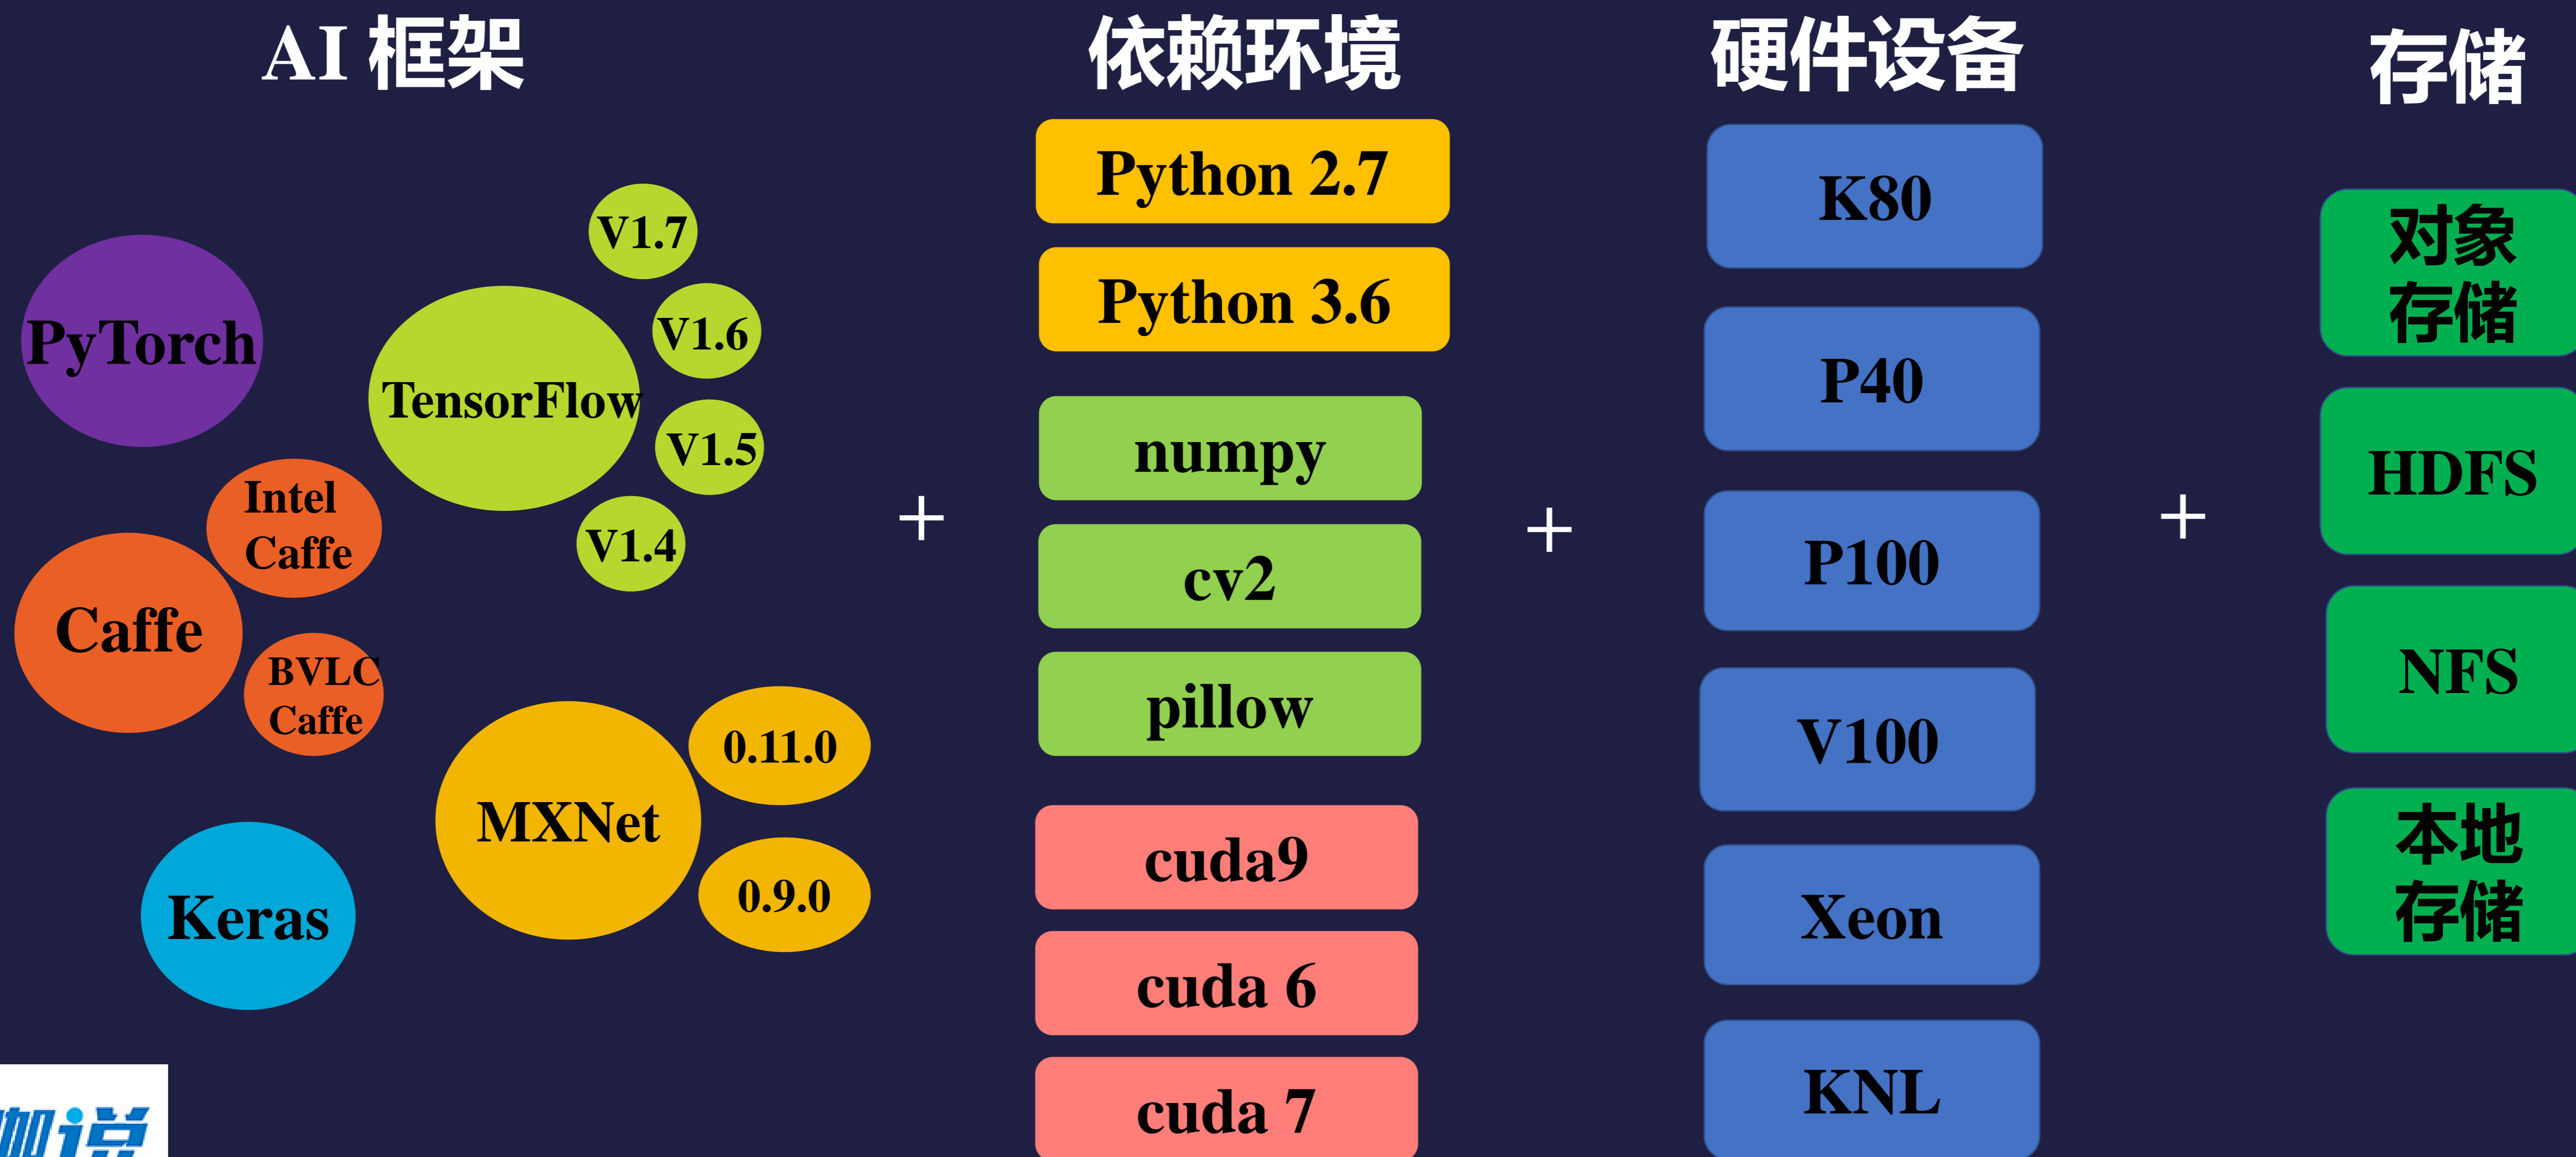 AI 框架
PyTorch
TensorFlow
V1.7
V1.6
V1.5
V1.4
Intel
Caffe
Caffe
BVLC
Caffe
MXNet
0.11.0
0.9.0
Keras
+
依赖环境
Python 2.7
Python 3.6
numpy
cv2
pillow
cuda9
cuda 6
cuda 7
+
硬件设备
K80
P40
P100
V100
Xeon
KNL
+
存储
对象
存储
HDFS
NFS
本地
存储
咖说